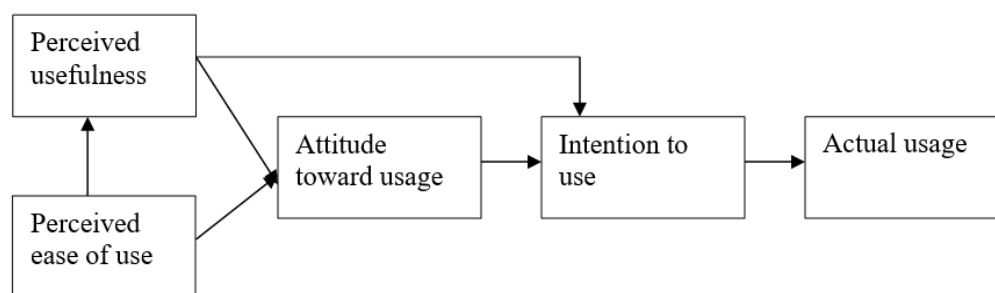 Perceived
usefulness
Attitude
toward usage
Intention to
use
Actual usage
Perceived
ease of use